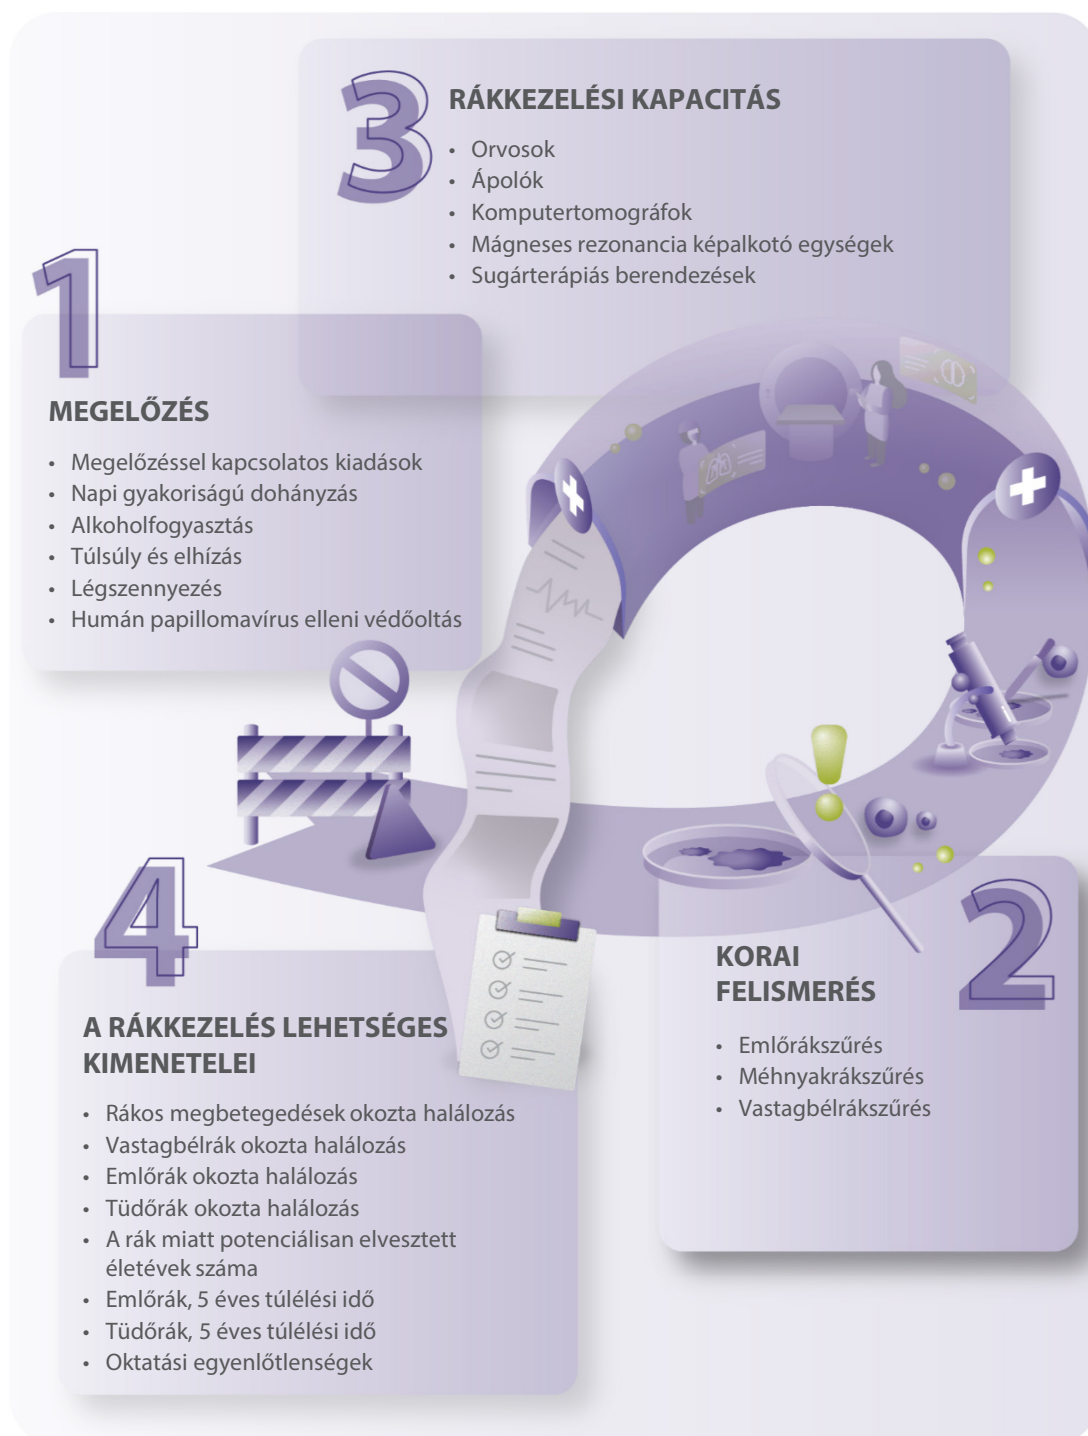 1
MEGELŐZÉS
• Megelőzéssel kapcsolatos kiadások
• Napi gyakoriságú dohányzás
• Alkoholfogyasztás
• Túlsúly és elhízás
• Légszennyezés
• Humán papillomavírus elleni védőoltás
2
KORAI
FELISMERÉS
• Emlőrákszűrés
• Méhnyakrákszűrés
• Vastagbélrákszűrés
3
RÁKKEZELÉSI KAPACITÁS
• Orvosok
• Ápolók
• Komputertomográfok
• Mágneses rezonancia képalkotó egységek
• Sugárterápiás berendezések
4
A RÁKKEZELÉS LEHETSÉGES
KIMENETELEI
• Rákos megbetegedések okozta halálozás
• Vastagbélrák okozta halálozás
• Emlőrák okozta halálozás
• Tüdőrák okozta halálozás
• A rák miatt potenciálisan elvesztett
életévek száma
• Emlőrák, 5 éves túlélési idő
• Tüdőrák, 5 éves túlélési idő
• Oktatási egyenlőtlenségek